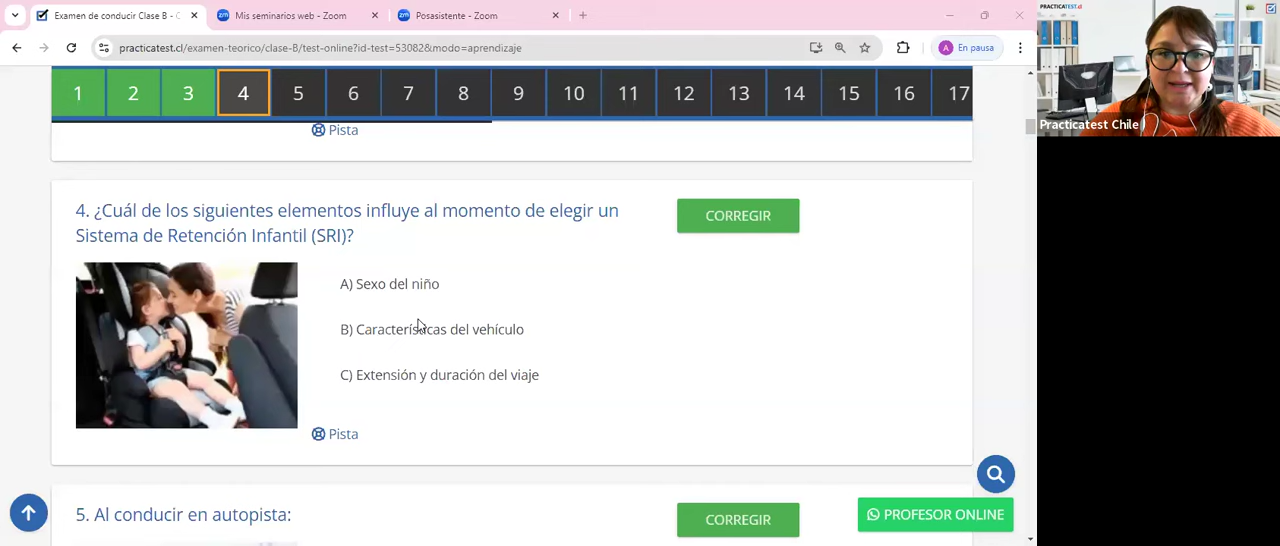 Examen de conducir Clase B - C
Mis seminarios web - Zoom
Posasistente - Zoom
practicatest.cl/examen-teorico/clase-B/test-online?id-test=53082&modo=aprendizaje
A
En pausa
PRACTICATEST.cl
Practicatest Chile
1 2 3 4 5 6 7 8 9 10 11 12 13 14 15 16 17
Pista
4. ¿Cuál de los siguientes elementos influye al momento de elegir un
Sistema de Retención Infantil (SRI)?
CORREGIR
A) Sexo del niño
B) Características del vehículo
C) Extensión y duración del viaje
Pista
5. Al conducir en autopista:
CORREGIR
PROFESOR ONLINE